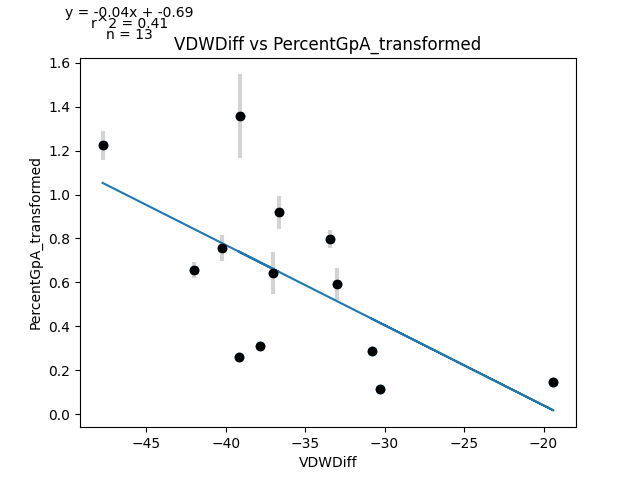 y = -0.04x + -0.69
r^2 = 0.41
n = 13
VDWDiff vs PercentGpA_transformed
1.6
1.4
1.2
1.0
0.8
0.6
0.4
0.2
0.0
PercentGpA_transformed
−45 −40 −35 −30 −25 −20
VDWDiff